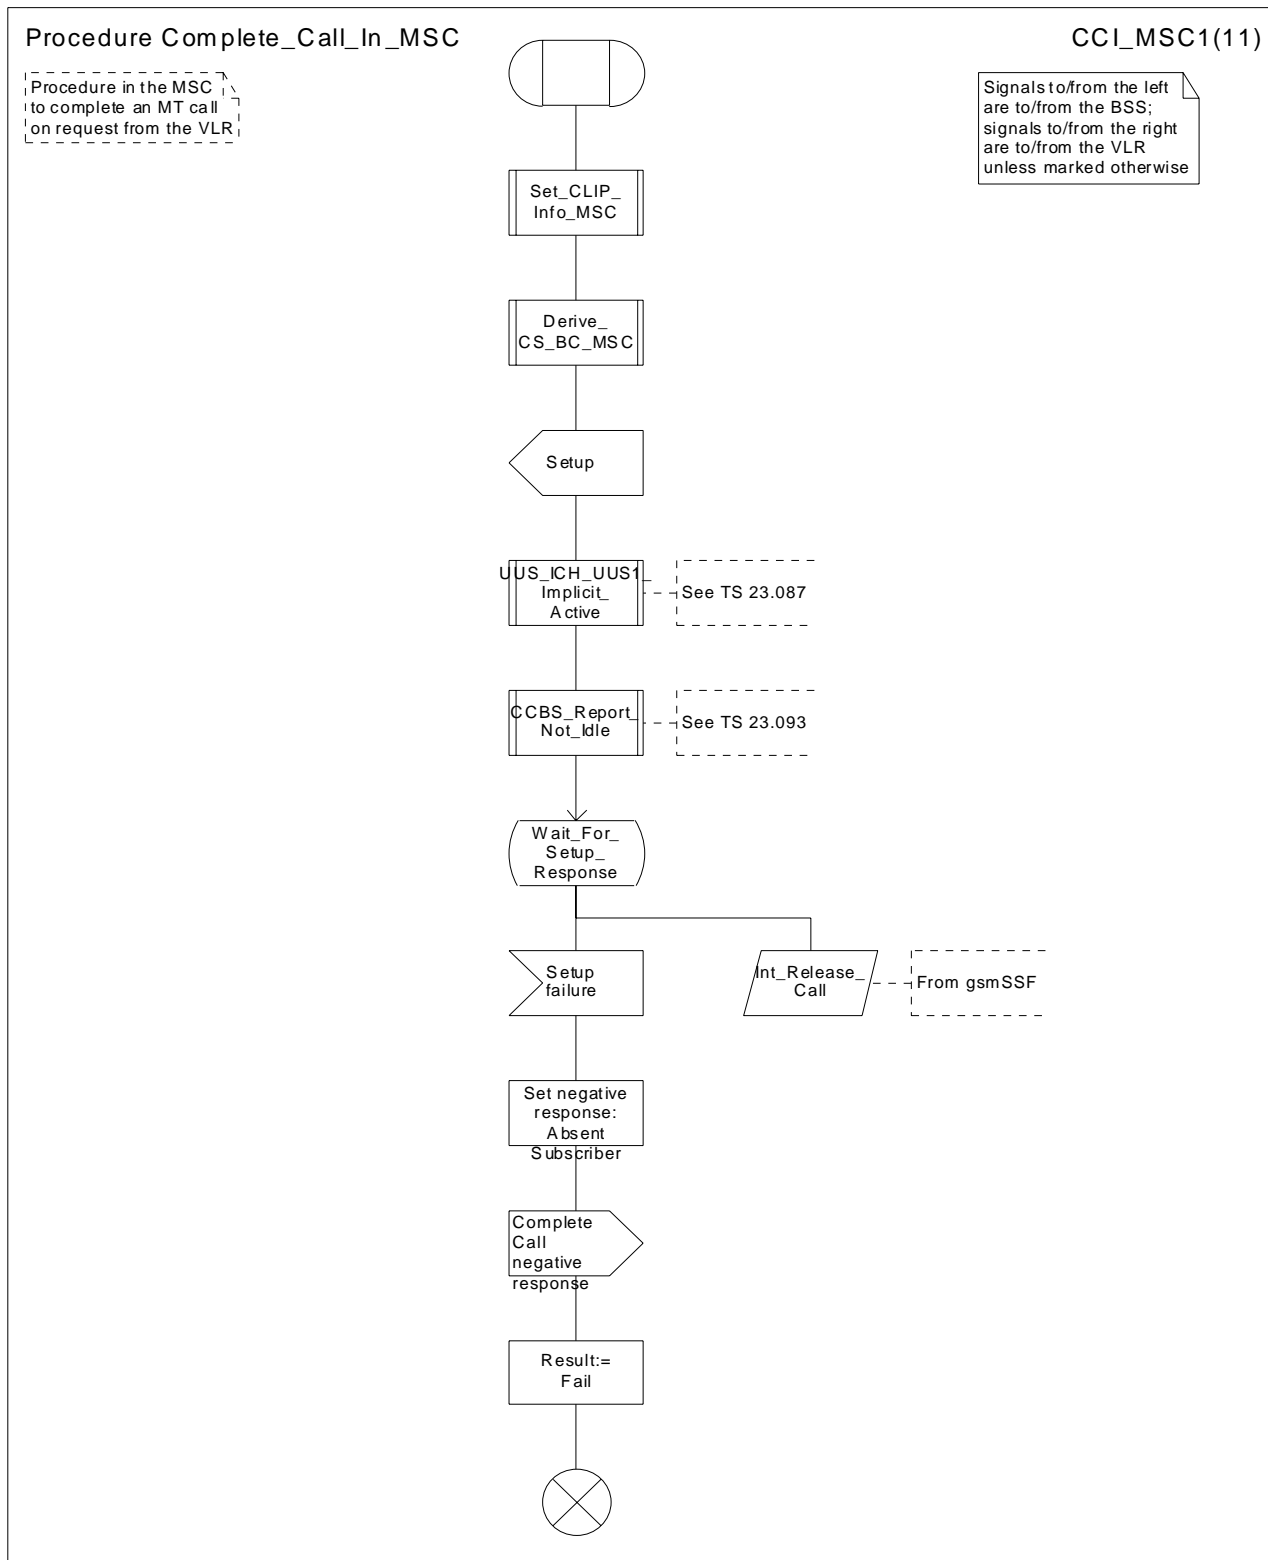 Procedure Complete_Call_In_MSC
CCI_MSC1(11)
Procedure in the MSC
to complete an MT call
on request from the VLR
Signals to/from the left
are to/from the BSS;
signals to/from the right
are to/from the VLR
unless marked otherwise
Set_CLIP_
Info_MSC
Derive_
CS_BC_MSC
Setup
UUS_ICH_UUS1_
Implicit_
Active
See TS 23.087
CCBS_Report_
Not_Idle
See TS 23.093
Wait_For_
Setup_
Response
Setup
failure
Int_Release_
Call
From gsmSSF
Set negative
response:
Absent
Subscriber
Complete
Call
negative
response
Result:=
Fail